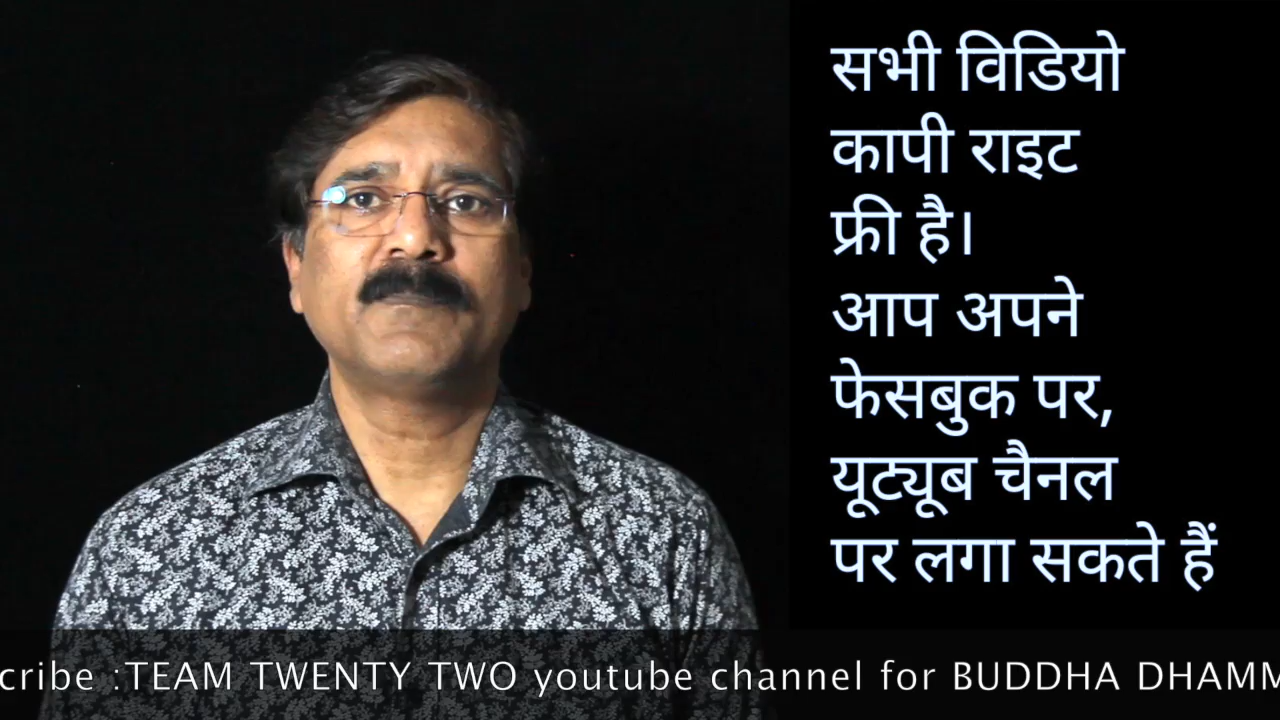 सभी विडियो
कापी राइट
फ्री है।
आप अपने
फेसबुक पर,
यूट्यूब चैनल
पर लगा सकते हैं
cribe :TEAM TWENTY TWO youtube channel for BUDDHA DHAMM